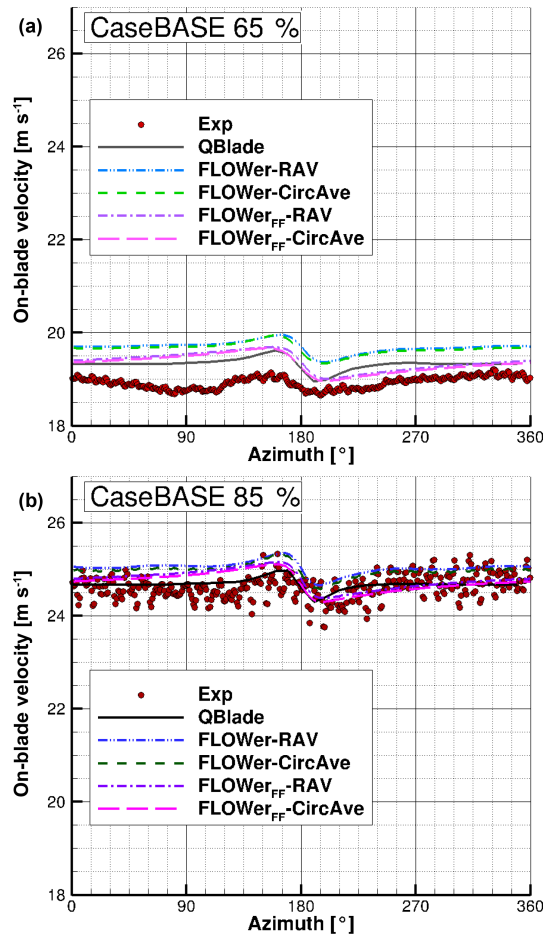 (a)
CaseBASE 65 %
26
24
22
20
18
On-blade velocity [m s⁻¹]
Exp
QBlade
FLOWer-RAV
FLOWer-CircAve
FLOWer_FF-RAV
FLOWer_FF-CircAve
0 90 180 270 360
Azimuth [°]
(b)
CaseBASE 85 %
26
24
22
20
18
On-blade velocity [m s⁻¹]
Exp
QBlade
FLOWer-RAV
FLOWer-CircAve
FLOWer_FF-RAV
FLOWer_FF-CircAve
0 90 180 270 360
Azimuth [°]